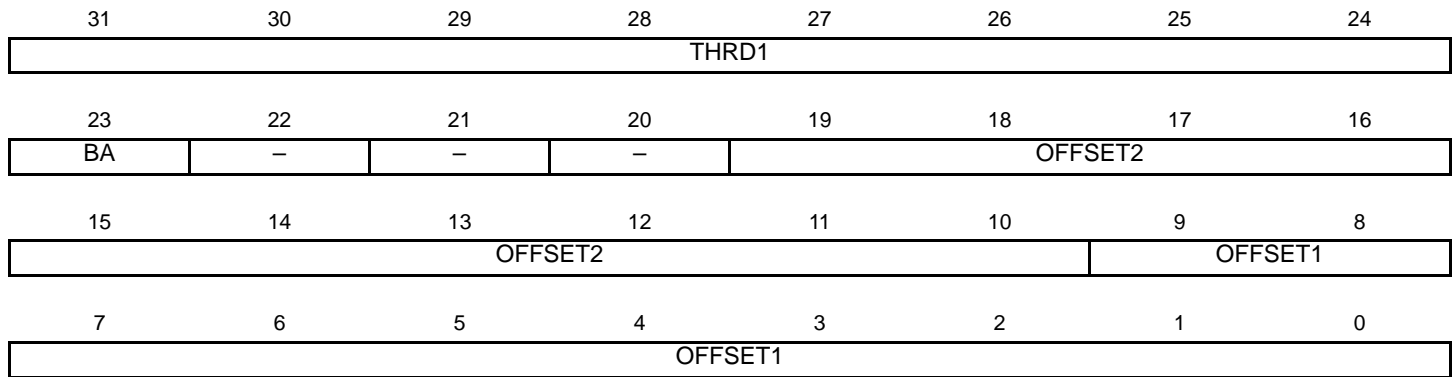 31 30 29 28 27 26 25 24
THRD1
23 22 21 20 19 18 17 16
BA – – – OFFSET2
15 14 13 12 11 10 9 8
OFFSET2 OFFSET1
7 6 5 4 3 2 1 0
OFFSET1